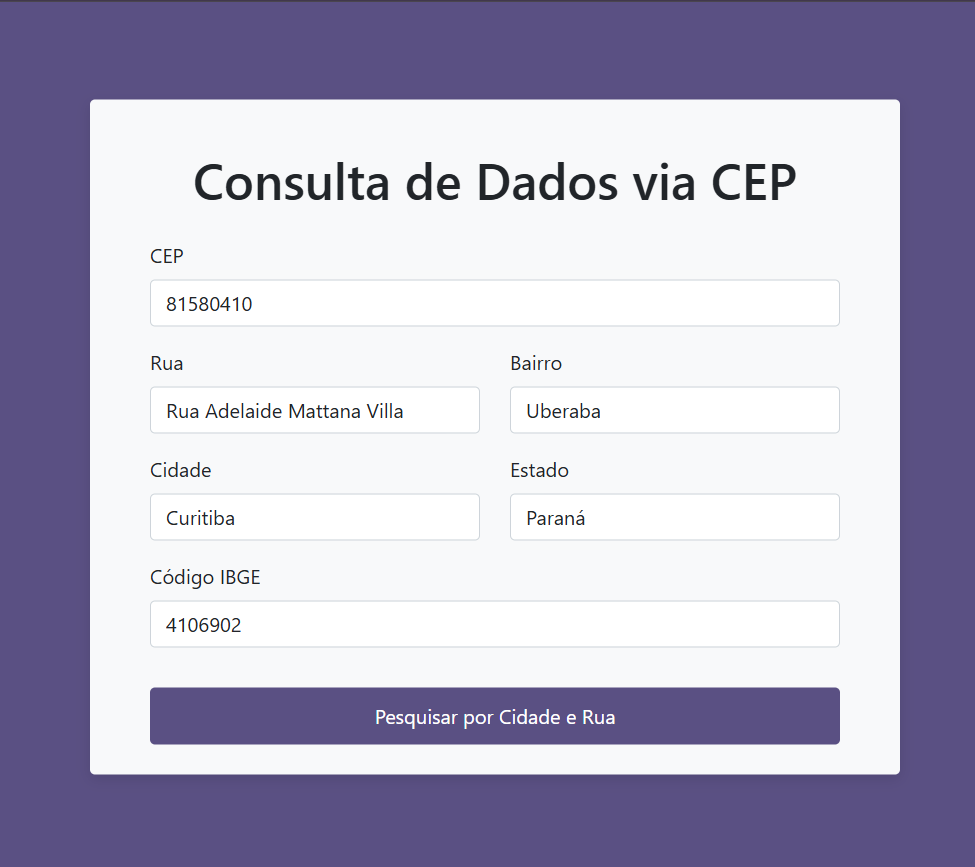 Consulta de Dados via CEP
CEP
81580410
Rua
Bairro
Rua Adelaide Mattana Villa
Uberaba
Cidade
Estado
Curitiba
Paraná
Código IBGE
4106902
Pesquisar por Cidade e Rua